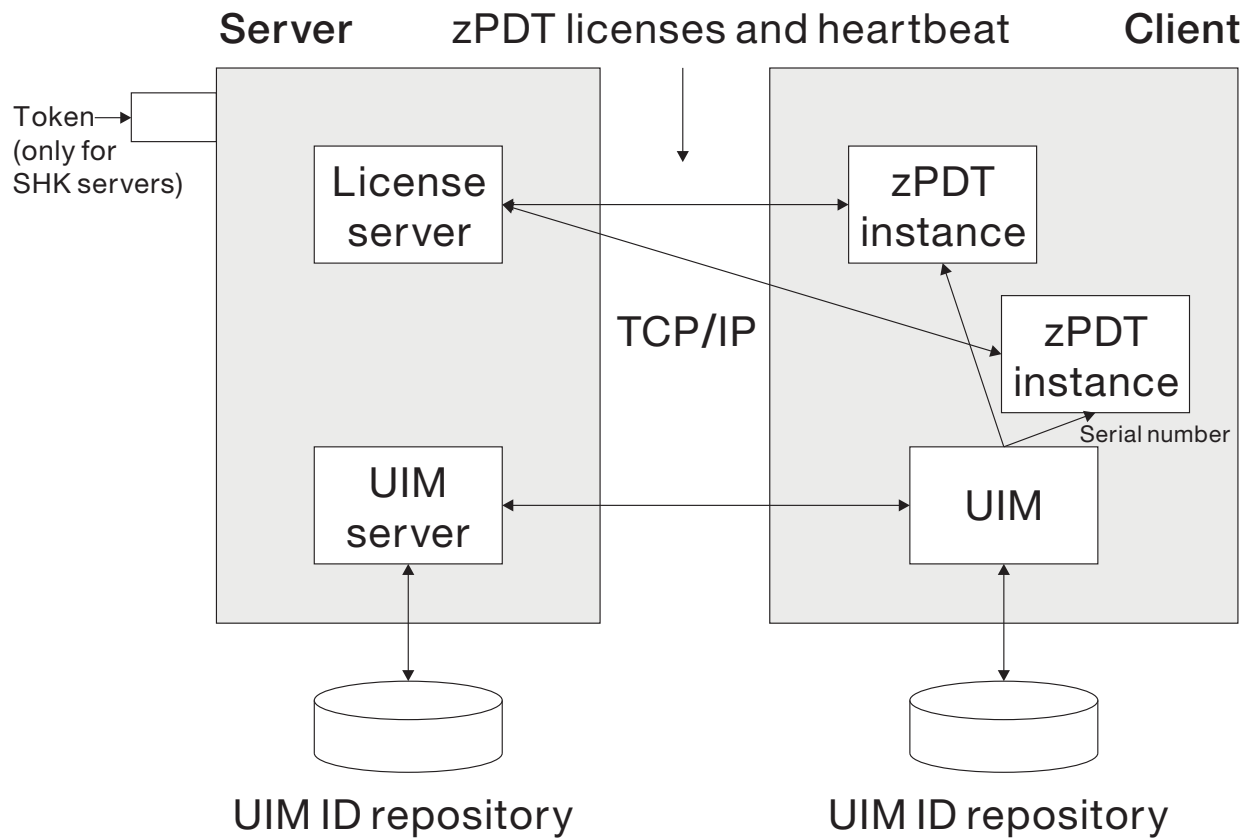 Server
zPDT licenses and heartbeat
Client
Token
(only for
SHK servers)
License
server
zPDT
instance
TCP/IP
zPDT
instance
Serial number
UIM
server
UIM
UIM ID repository
UIM ID repository